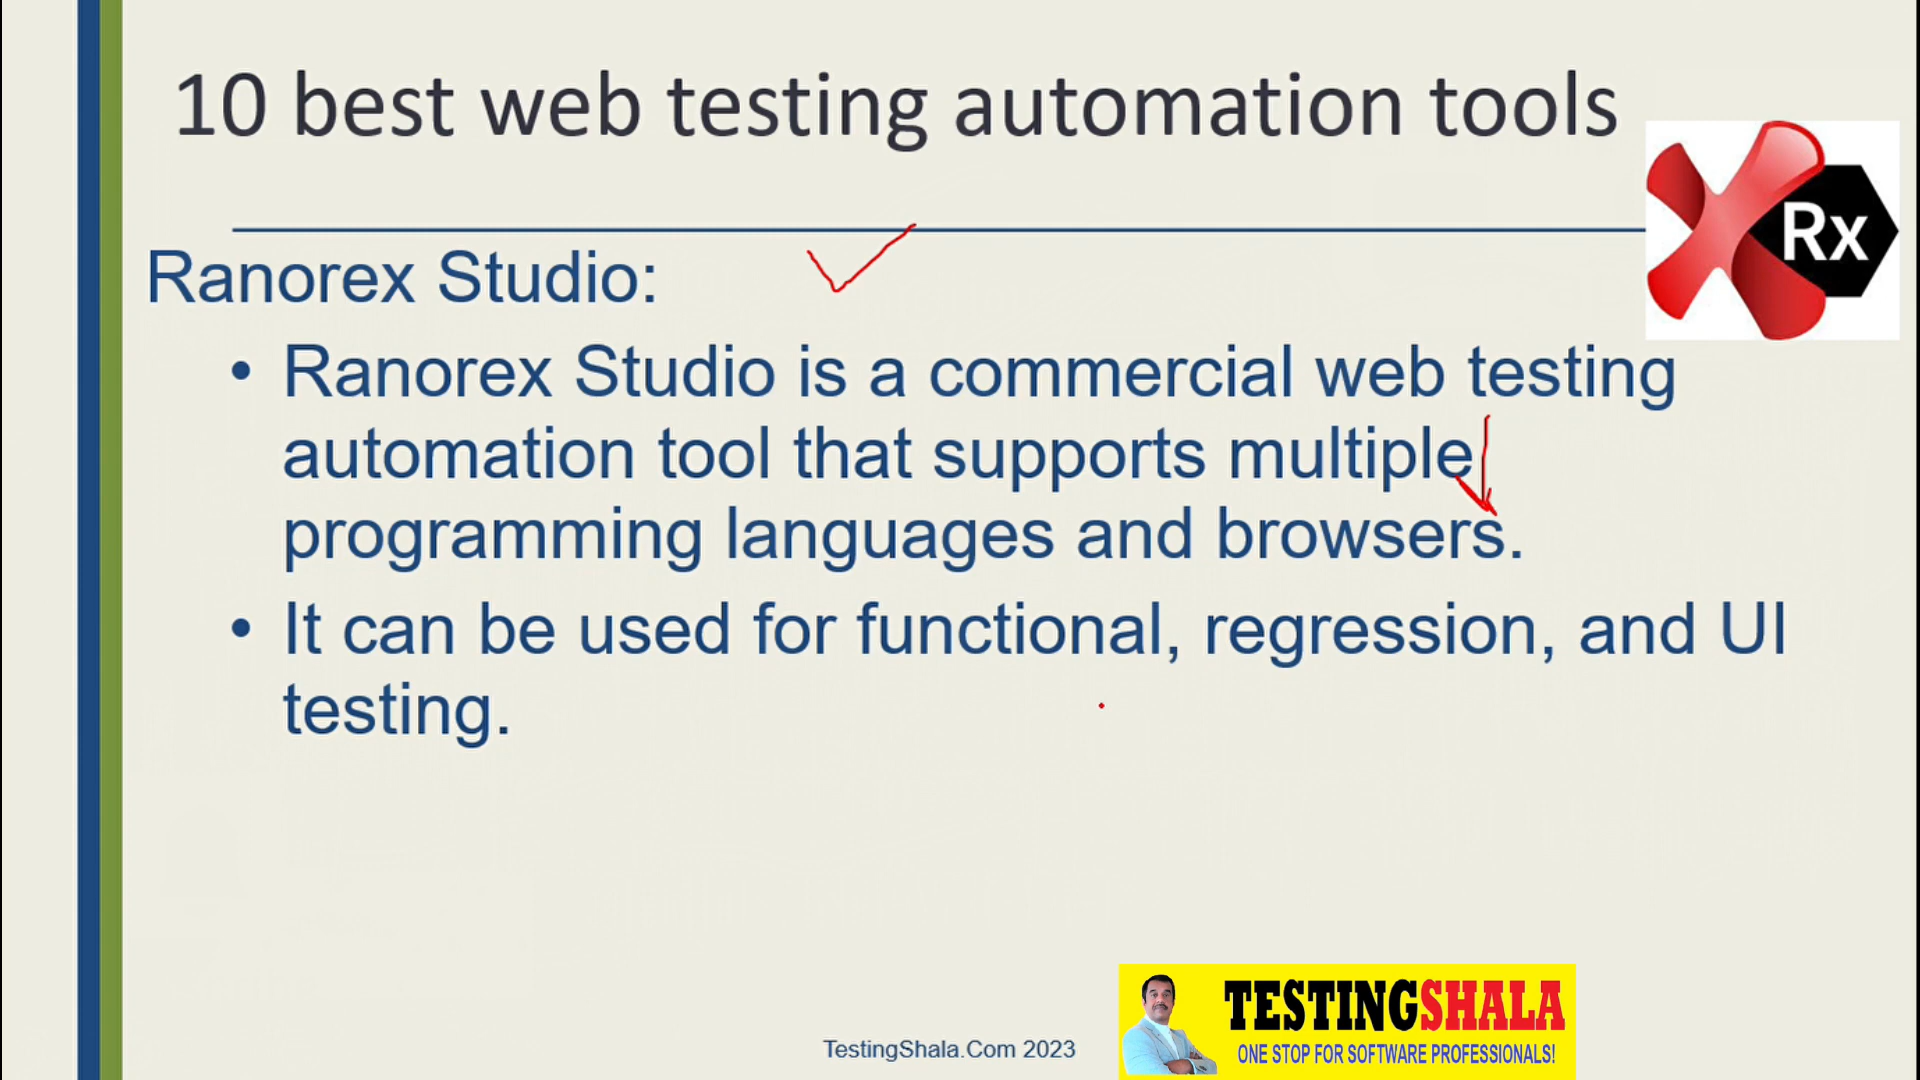 10 best web testing automation tools
Rx
Ranorex Studio:
• Ranorex Studio is a commercial web testing
automation tool that supports multiple
programming languages and browsers.
• It can be used for functional, regression, and UI
testing.
TestingShala.Com 2023
TESTINGSHALA
ONE STOP FOR SOFTWARE PROFESSIONALS!